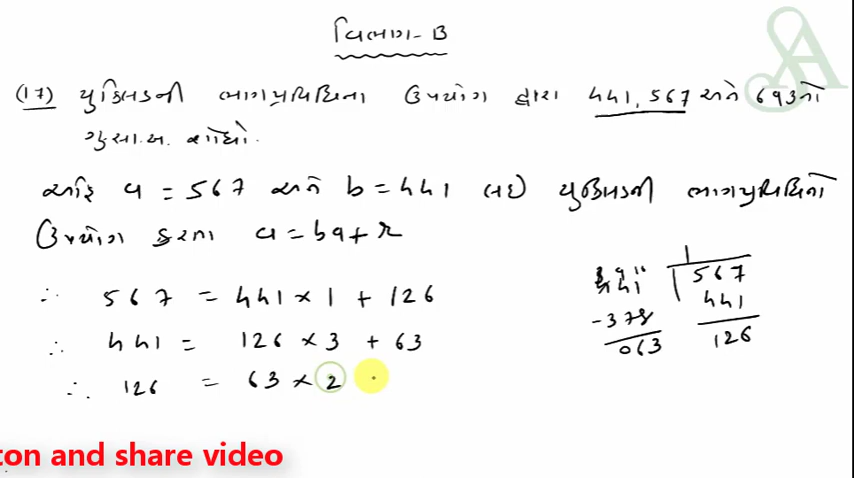 વિભાગ-B
(17) યુક્લિડની ભાગપ્રવિધિના ઉપયોગ દ્વારા 441, 567 અને 693નો
ગુ.સા.અ. શોધો.
અહીં a = 567 અને b = 441 લઈ યુક્લિડની ભાગપ્રવિધિનો
ઉપયોગ કરતા a = bq + r
∴ 567 = 441 × 1 + 126
∴ 441 = 126 × 3 + 63
∴ 126 = 63 × 2
441
-378
063
1
567
441
126
ton and share video